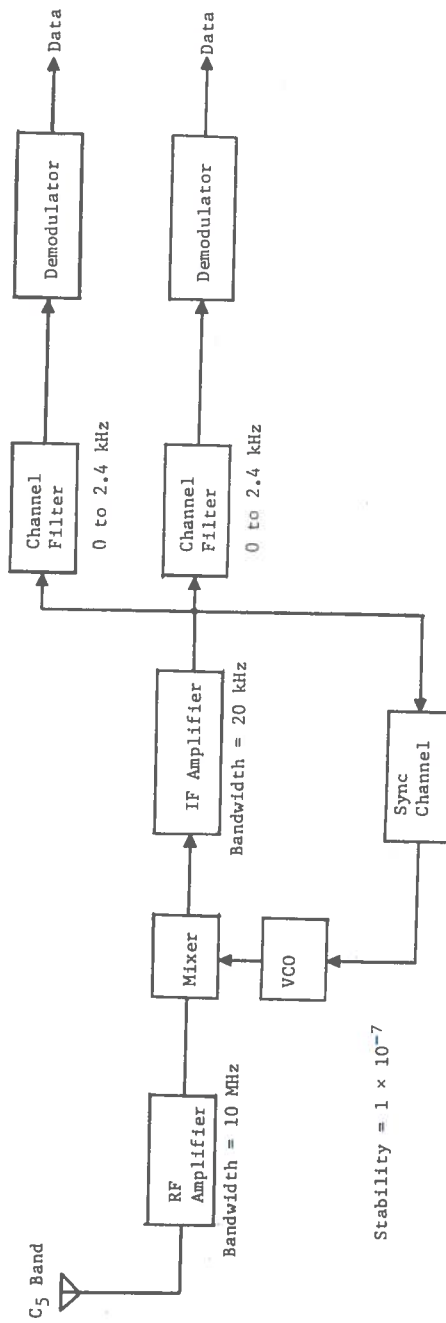 C5 Band
RF
Amplifier
Bandwidth = 10 MHz
Mixer
VCO
Stability = 1 × 10⁻⁷
IF Amplifier
Bandwidth = 20 kHz
Sync
Channel
Channel
Filter
0 to 2.4 kHz
Demodulator
Data
Channel
Filter
0 to 2.4 kHz
Demodulator
Data